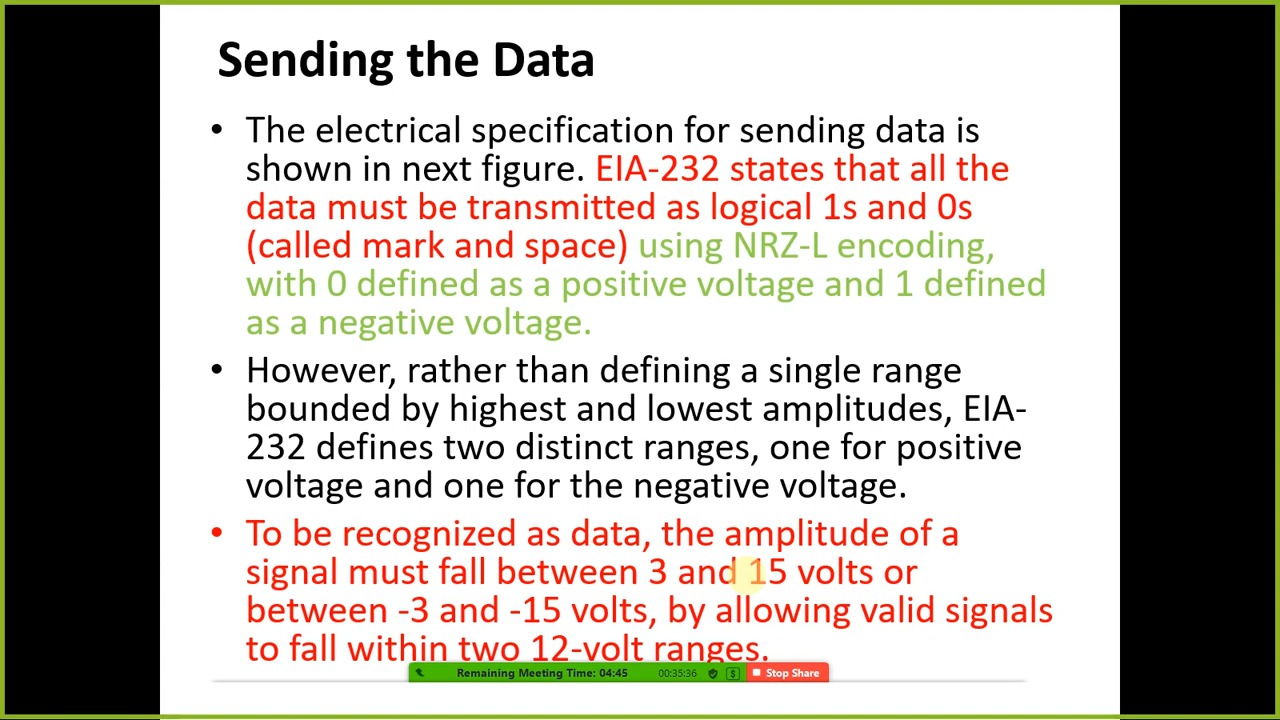 Sending the Data
• The electrical specification for sending data is
shown in next figure. EIA-232 states that all the
data must be transmitted as logical 1s and 0s
(called mark and space) using NRZ-L encoding,
with 0 defined as a positive voltage and 1 defined
as a negative voltage.
• However, rather than defining a single range
bounded by highest and lowest amplitudes, EIA-
232 defines two distinct ranges, one for positive
voltage and one for the negative voltage.
• To be recognized as data, the amplitude of a
signal must fall between 3 and 15 volts or
between -3 and -15 volts, by allowing valid signals
to fall within two 12-volt ranges.
Remaining Meeting Time: 04:45 00:35:36 $ Stop Share